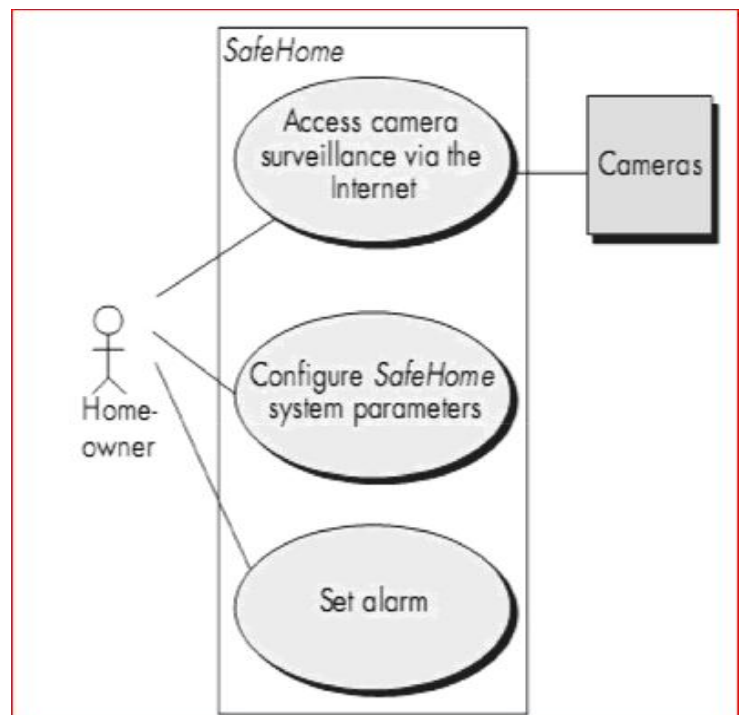 SafeHome
Access camera
surveillance via the
Internet
Cameras
Configure SafeHome
system parameters
Home-
owner
Set alarm